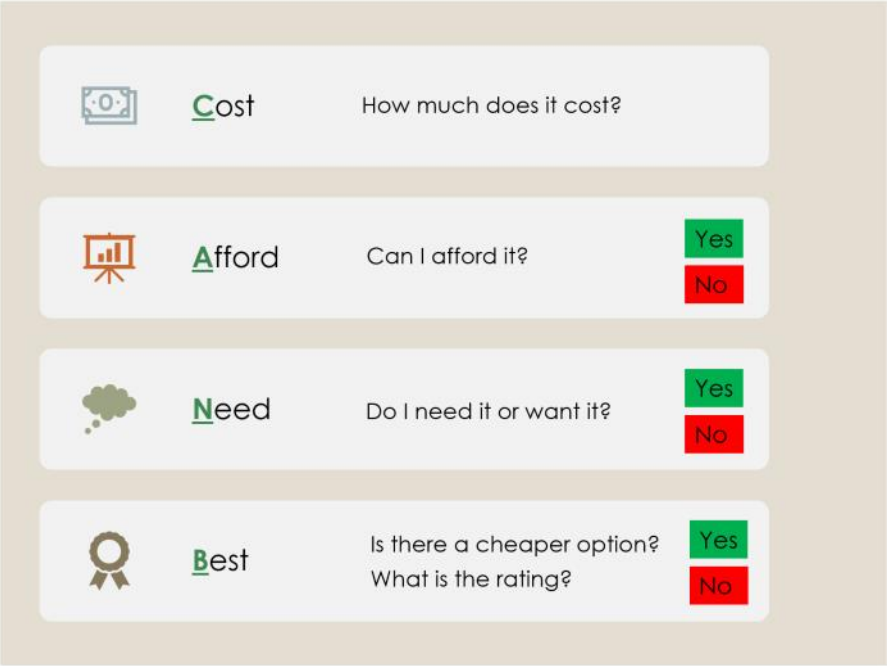 Cost
How much does it cost?
Afford
Can I afford it?
Yes
No
Need
Do I need it or want it?
Yes
No
Best
Is there a cheaper option?
What is the rating?
Yes
No